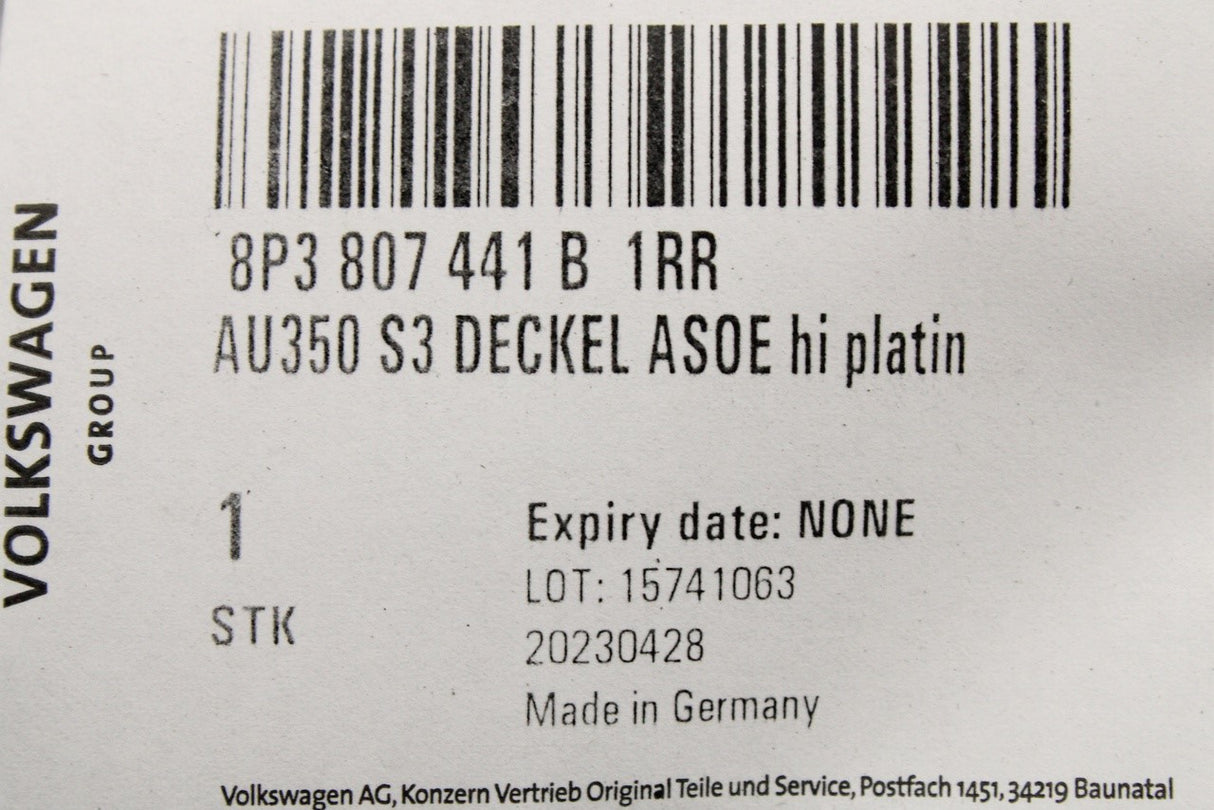 VOLKSWAGEN
GROUP
8P3 807 441 B 1RR
AU350 S3 DECKEL ASOE hi platin
1
STK
Expiry date: NONE
LOT: 15741063
20230428
Made in Germany
Volkswagen AG, Konzern Vertrieb Original Teile und Service, Postfach 1451, 34219 Baunatal